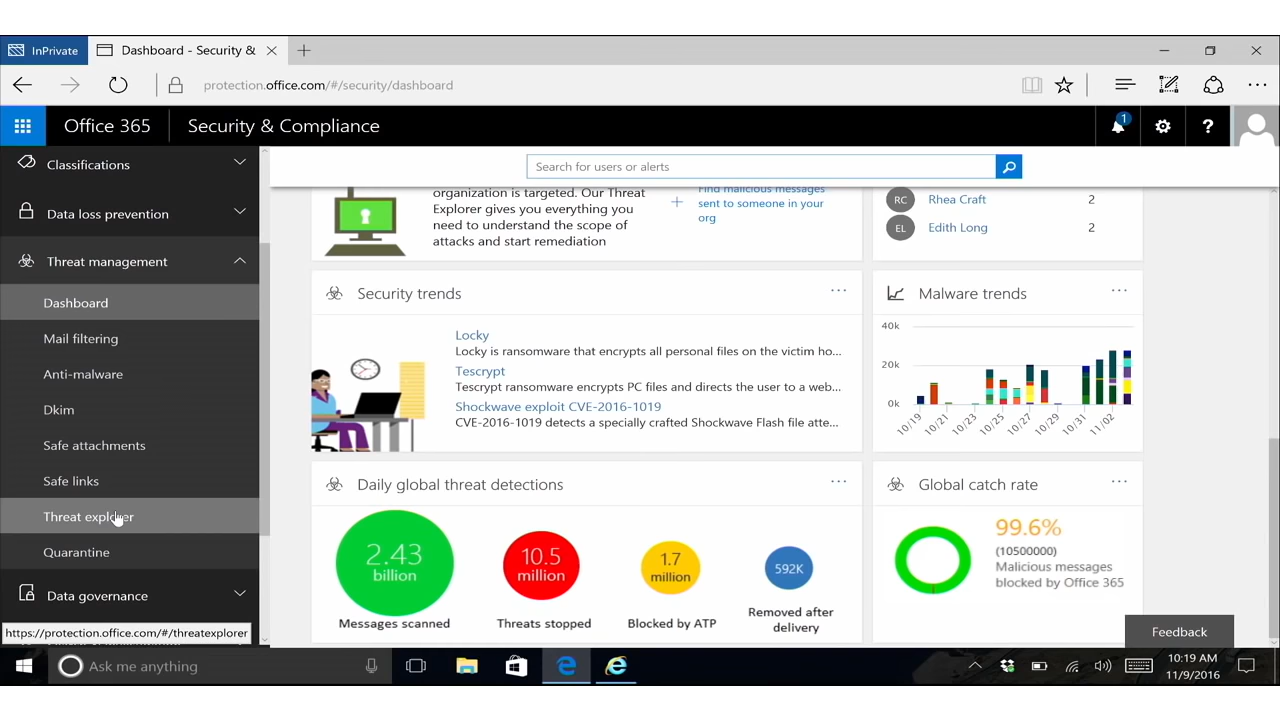 InPrivate
Dashboard - Security &
protection.office.com/#/security/dashboard
Office 365
Security & Compliance
1
Classifications
Data loss prevention
Threat management
Dashboard
Mail filtering
Anti-malware
Dkim
Safe attachments
Safe links
Threat explorer
Quarantine
Data governance
https://protection.office.com/#/threatexplorer
Search for users or alerts
organization is targeted. Our Threat
Explorer gives you everything you
need to understand the scope of
attacks and start remediation
Find malicious messages
sent to someone in your
org
RC Rhea Craft 2
EL Edith Long 2
Security trends
Locky
Locky is ransomware that encrypts all personal files on the victim ho...
Tescrypt
Tescrypt ransomware encrypts PC files and directs the user to a web...
Shockwave exploit CVE-2016-1019
CVE-2016-1019 detects a specially crafted Shockwave Flash file atte...
Malware trends
40k
20k
0k
10/19 10/21 10/23 10/25 10/27 10/29 10/31 11/02
Daily global threat detections
2.43
billion
Messages scanned
10.5
million
Threats stopped
1.7
million
Blocked by ATP
592K
Removed after
delivery
Global catch rate
99.6%
(10500000)
Malicious messages
blocked by Office 365
Feedback
Ask me anything
10:19 AM
11/9/2016